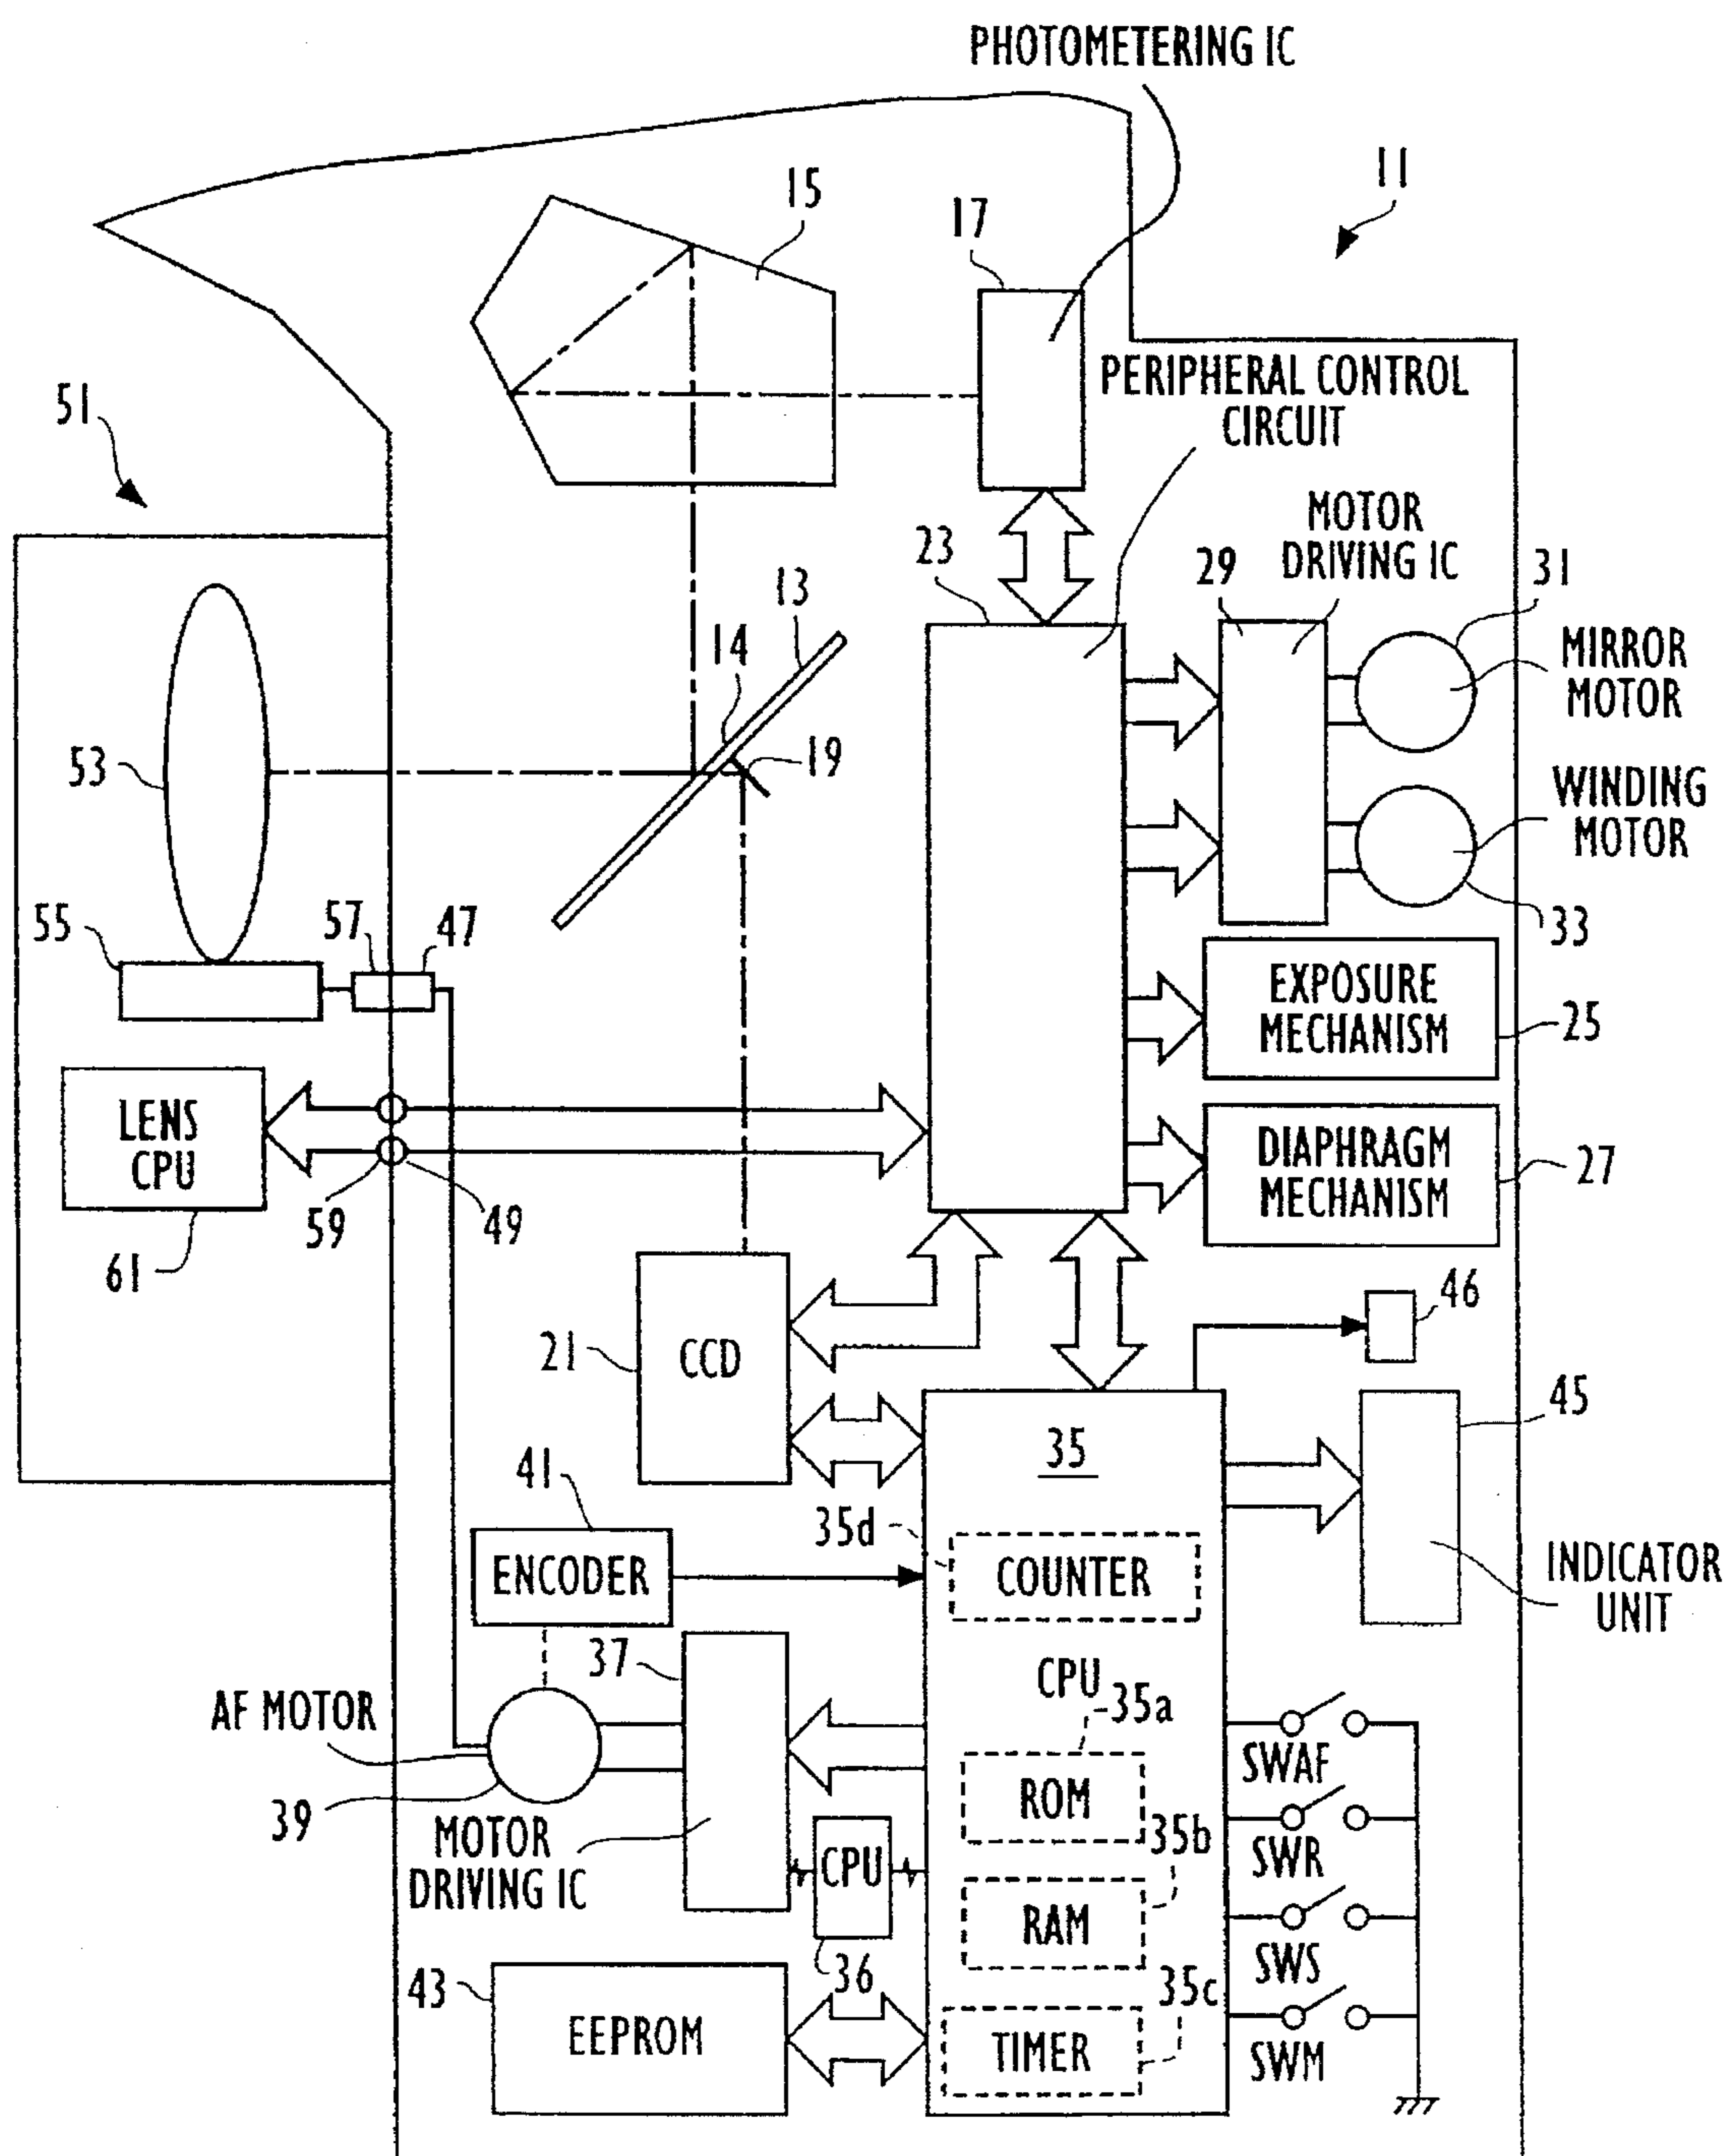 PHOTOMETERING IC
11
15
17
PERIPHERAL CONTROL
CIRCUIT
51
MOTOR
DRIVING IC
23
29
31
13
14
MIRROR
MOTOR
19
53
WINDING
MOTOR
55
57
47
33
EXPOSURE
MECHANISM
25
LENS
CPU
DIAPHRAGM
MECHANISM
27
59
49
61
46
21
CCD
45
35
41
35d
ENCODER
COUNTER
INDICATOR
UNIT
37
CPU
35a
AF MOTOR
SWAF
ROM
39
MOTOR
DRIVING IC
35b
CPU
SWR
RAM
36
SWS
43
35c
EEPROM
TIMER
SWM